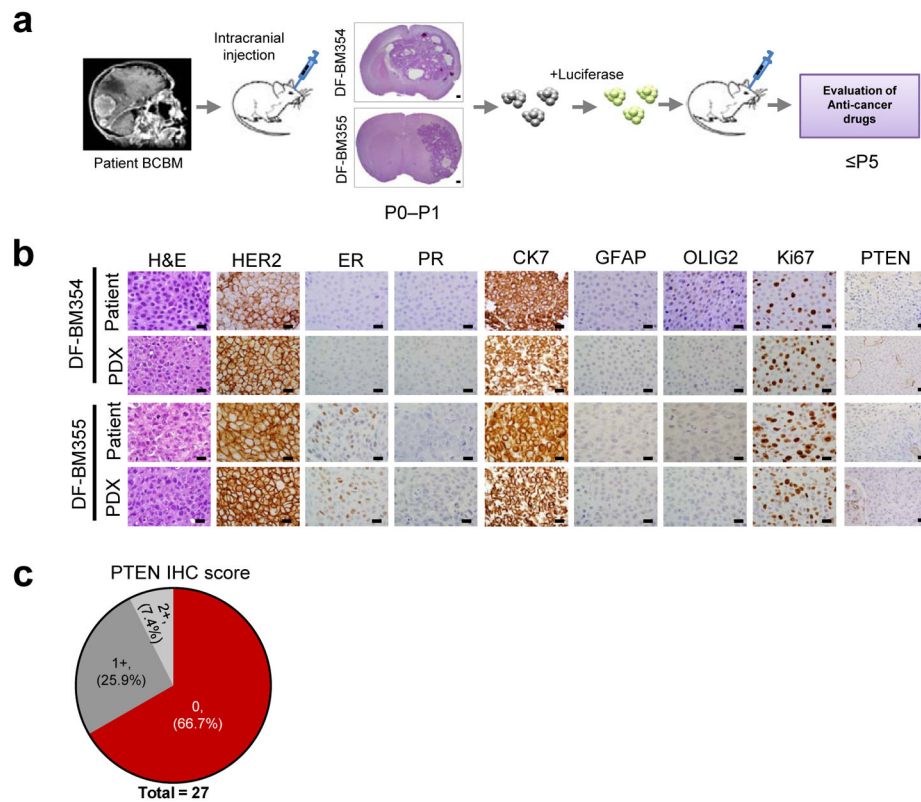 a
Patient BCBM
Intracranial
injection
DF-BM354
DF-BM355
P0–P1
+Luciferase
Evaluation of
Anti-cancer
drugs
≤P5
b
H&E HER2 ER PR CK7 GFAP OLIG2 Ki67 PTEN
DF-BM354
Patient
PDX
DF-BM355
Patient
PDX
c
PTEN IHC score
2+,
(7.4%)
1+,
(25.9%)
0,
(66.7%)
Total = 27